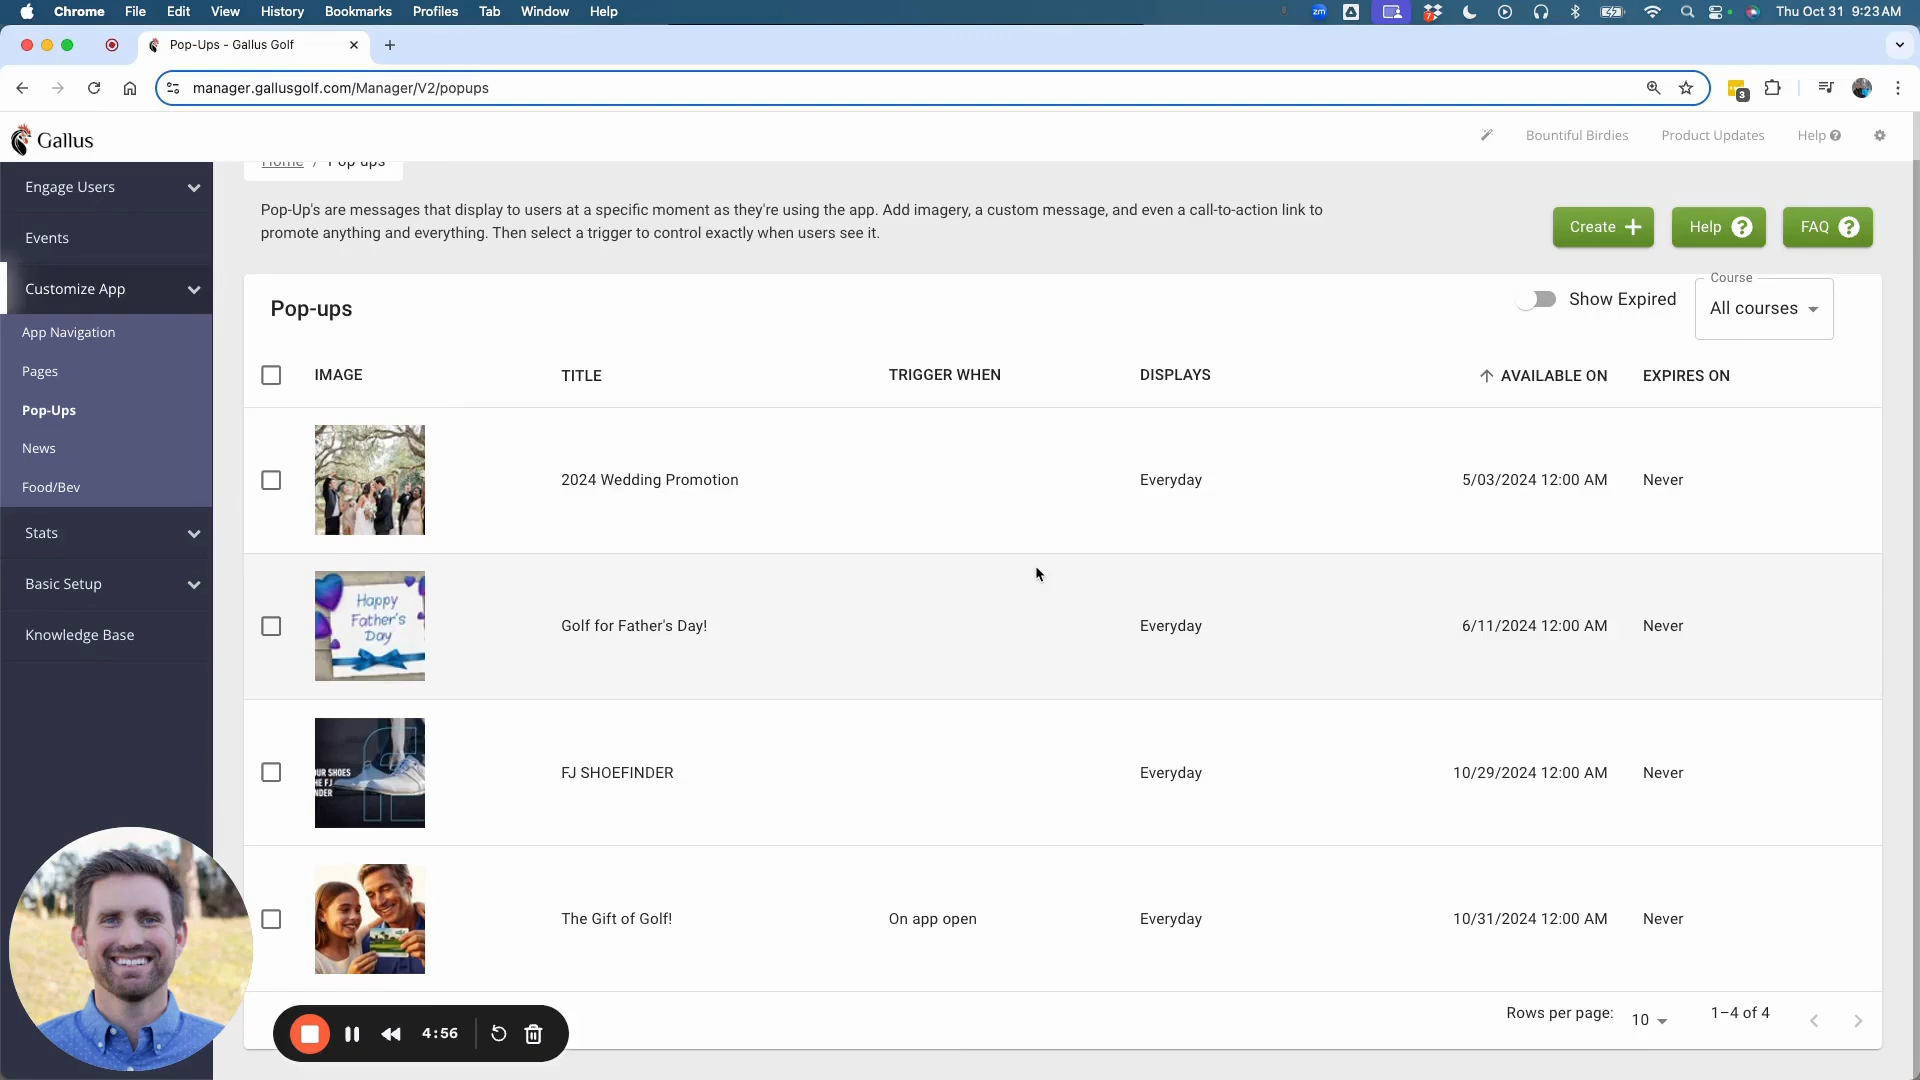 Chrome File Edit View History Bookmarks Profiles Tab Window Help
zm
Thu Oct 31 9:23 AM
Pop-Ups - Gallus Golf
manager.gallusgolf.com/Manager/V2/popups
3
Gallus
Bountiful Birdies Product Updates Help
Home / Pop ups
Engage Users
Events
Customize App
App Navigation
Pages
Pop-Ups
News
Food/Bev
Stats
Basic Setup
Knowledge Base
Pop-Up's are messages that display to users at a specific moment as they're using the app. Add imagery, a custom message, and even a call-to-action link to
promote anything and everything. Then select a trigger to control exactly when users see it.
Create Help FAQ
Pop-ups
Show Expired
Course
All courses
IMAGE TITLE TRIGGER WHEN DISPLAYS AVAILABLE ON EXPIRES ON
2024 Wedding Promotion Everyday 5/03/2024 12:00 AM Never
Happy
Father's
Day
Golf for Father's Day! Everyday 6/11/2024 12:00 AM Never
OUR SHOES
HE FJ
NDER
FJ SHOEFINDER Everyday 10/29/2024 12:00 AM Never
The Gift of Golf! On app open Everyday 10/31/2024 12:00 AM Never
Rows per page: 10 1–4 of 4
4:56